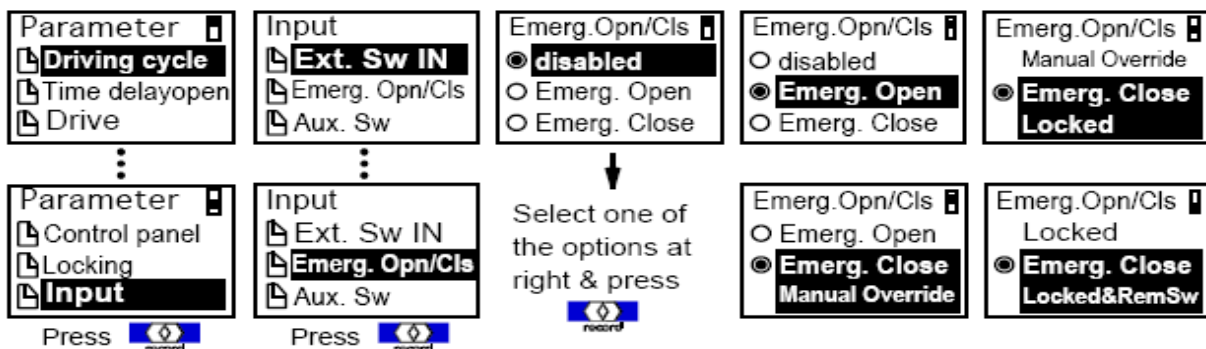 Parameter
Driving cycle
Time delayopen
Drive
Input
Ext. Sw IN
Emerg. Opn/Cls
Aux. Sw
Emerg.Opn/Cls
disabled
Emerg. Open
Emerg. Close
Emerg.Opn/Cls
disabled
Emerg. Open
Emerg. Close
Emerg.Opn/Cls
Manual Override
Emerg. Close
Locked
Parameter
Control panel
Locking
Input
Press record
Input
Ext. Sw IN
Emerg. Opn/Cls
Aux. Sw
Press record
Select one of
the options at
right & press
record
Emerg.Opn/Cls
Emerg. Open
Emerg. Close
Manual Override
Emerg.Opn/Cls
Locked
Emerg. Close
Locked&RemSw